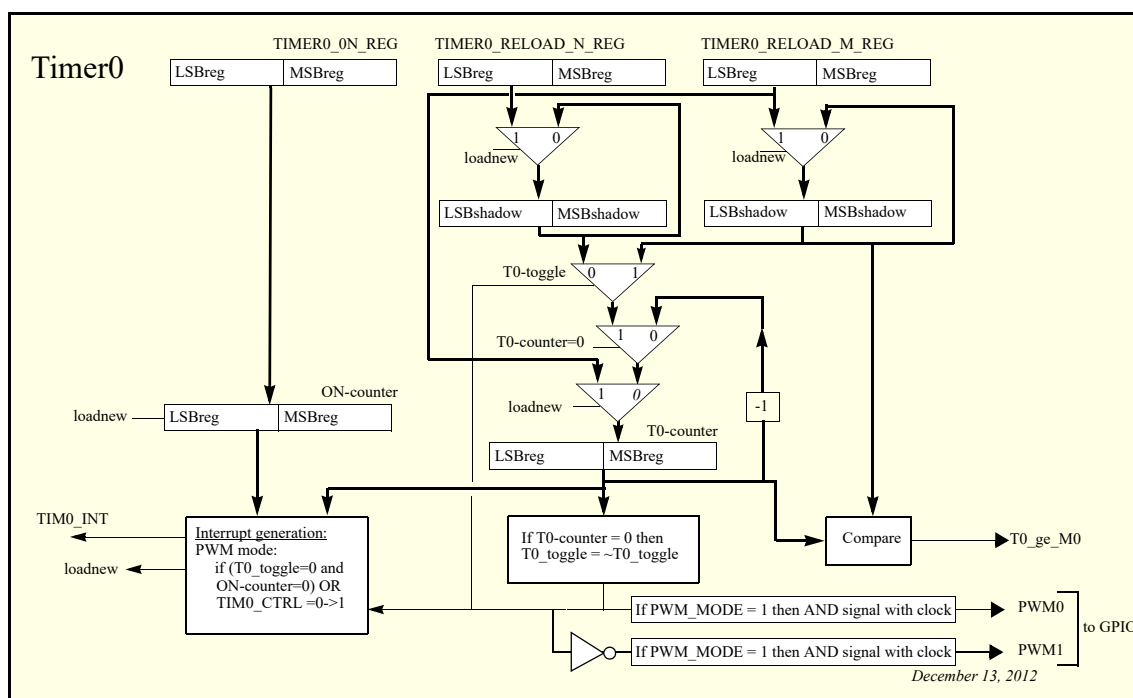 Timer0
TIMER0_0N_REG
TIMER0_RELOAD_N_REG
TIMER0_RELOAD_M_REG
LSBreg MSBreg
LSBreg MSBreg
LSBreg MSBreg
1 0
loadnew
1 0
loadnew
LSBshadow MSBshadow
LSBshadow MSBshadow
T0-toggle
0 1
T0-counter=0
1 0
loadnew
1 0
-1
ON-counter
loadnew
LSBreg MSBreg
T0-counter
LSBreg MSBreg
TIM0_INT
loadnew
Interrupt generation:
PWM mode:
if (T0_toggle=0 and
ON-counter=0) OR
TIM0_CTRL =0->1
If T0-counter = 0 then
T0_toggle = ~T0_toggle
Compare
T0_ge_M0
If PWM_MODE = 1 then AND signal with clock
PWM0
If PWM_MODE = 1 then AND signal with clock
PWM1
to GPIO
December 13, 2012